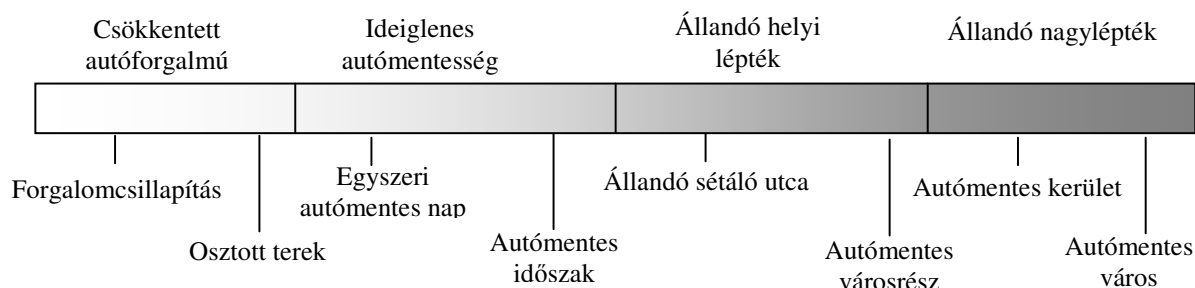 Csökkentett
autóforgalmú
Ideiglenes
autómentesség
Állandó helyi
lépték
Állandó nagylépték
Forgalomcsillapítás
Osztott terek
Egyszeri
autómentes nap
Autómentes
időszak
Állandó sétáló utca
Autómentes
városrész
Autómentes kerület
Autómentes
város